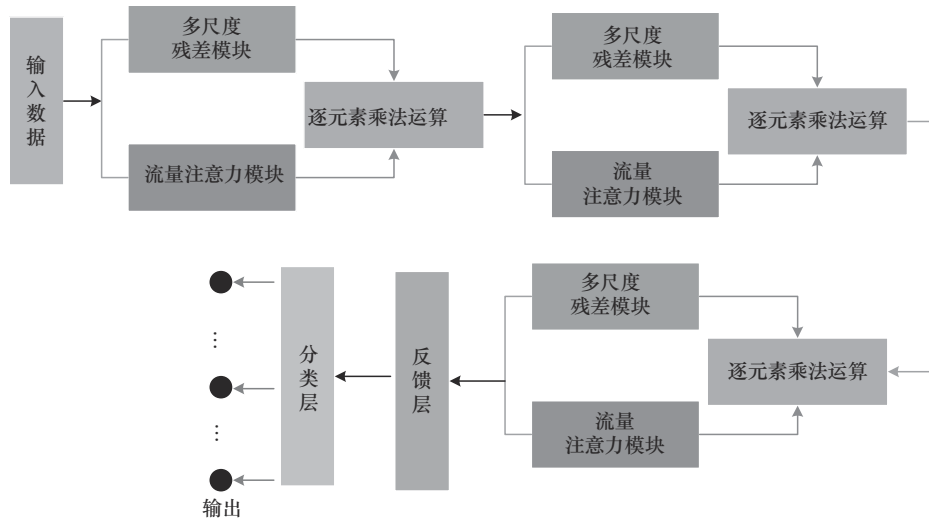 输入数据
多尺度
残差模块
流量注意力模块
逐元素乘法运算
多尺度
残差模块
流量
注意力模块
逐元素乘法运算
多尺度
残差模块
流量
注意力模块
逐元素乘法运算
反馈层
分类层
…
…
输出